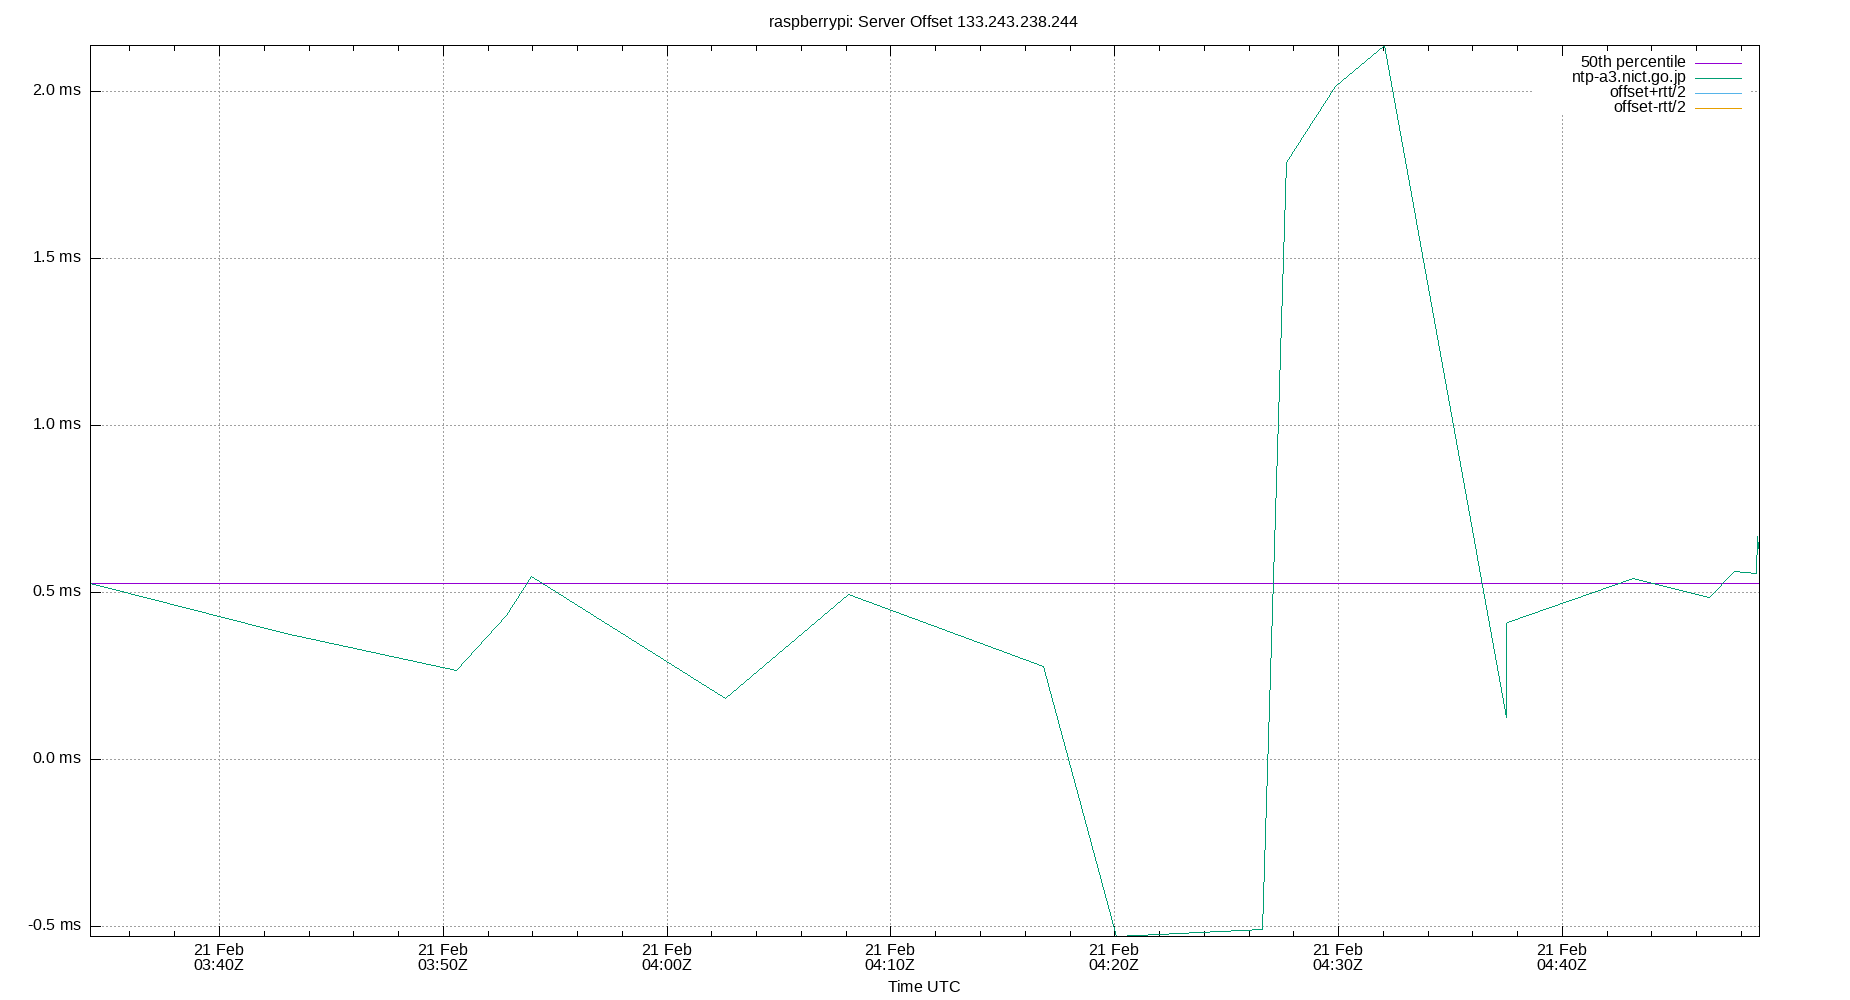 raspberrypi: Server Offset 133.243.238.244
50th percentile
ntp-a3.nict.go.jp
offset+rtt/2
offset-rtt/2
2.0 ms
1.5 ms
1.0 ms
0.5 ms
0.0 ms
-0.5 ms
21 Feb 21 Feb 21 Feb 21 Feb 21 Feb 21 Feb 21 Feb
03:40Z 03:50Z 04:00Z 04:10Z 04:20Z 04:30Z 04:40Z
Time UTC